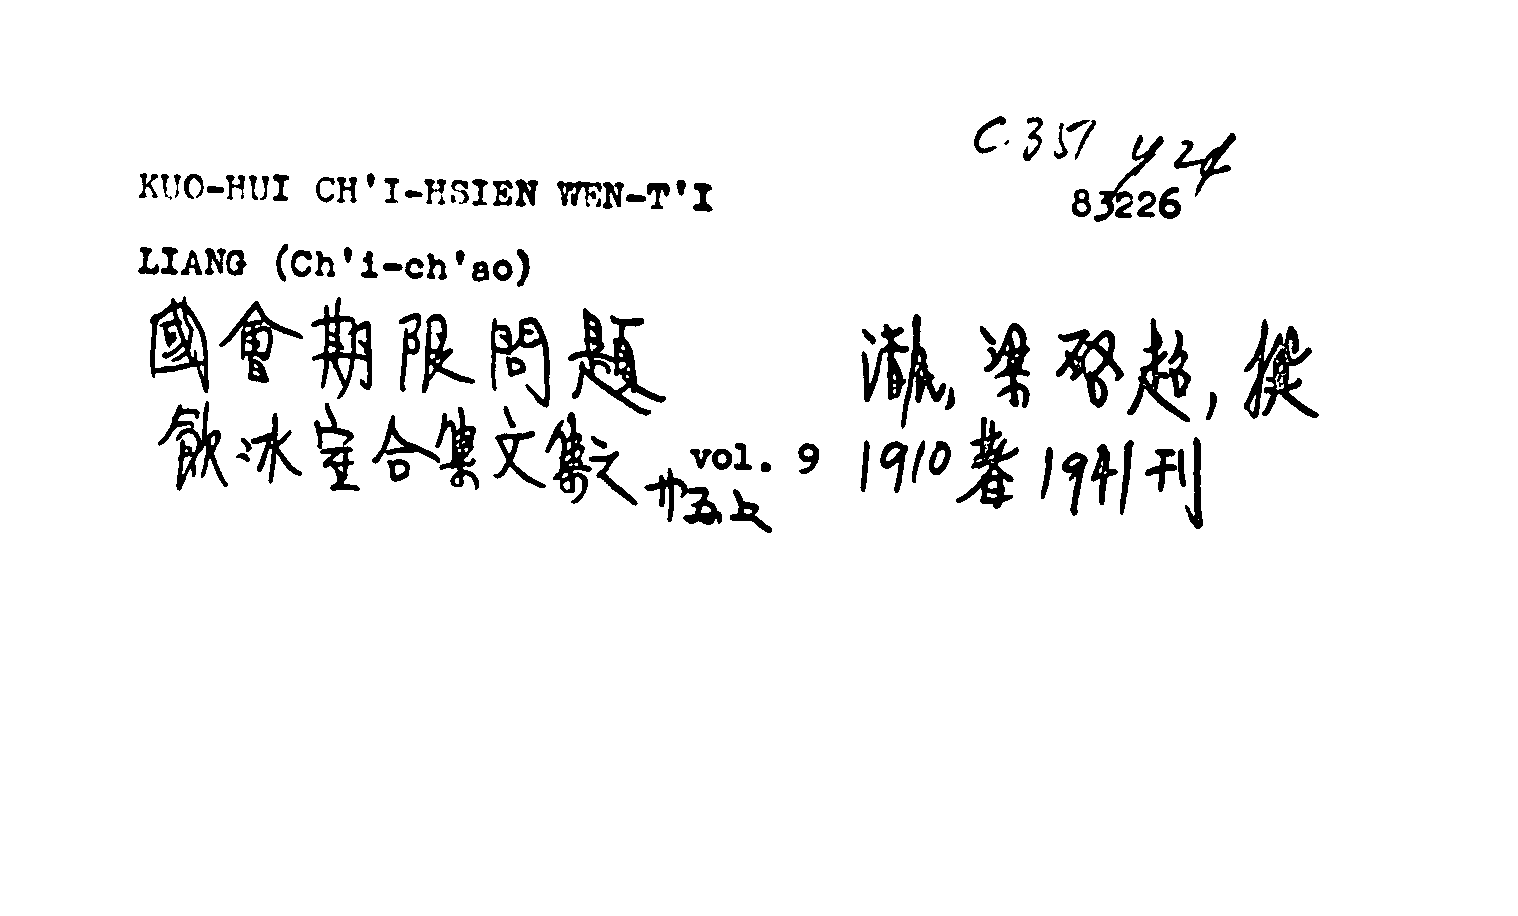 C.357 y24
KUO-HUI CH'I-HSIEN WEN-T'I
83226
LIANG (Ch'i-ch'ao)
國會期限問題 清, 梁啓超, 撰
飲冰室合集文集之廿五上 vol. 9 1910著 1941刊